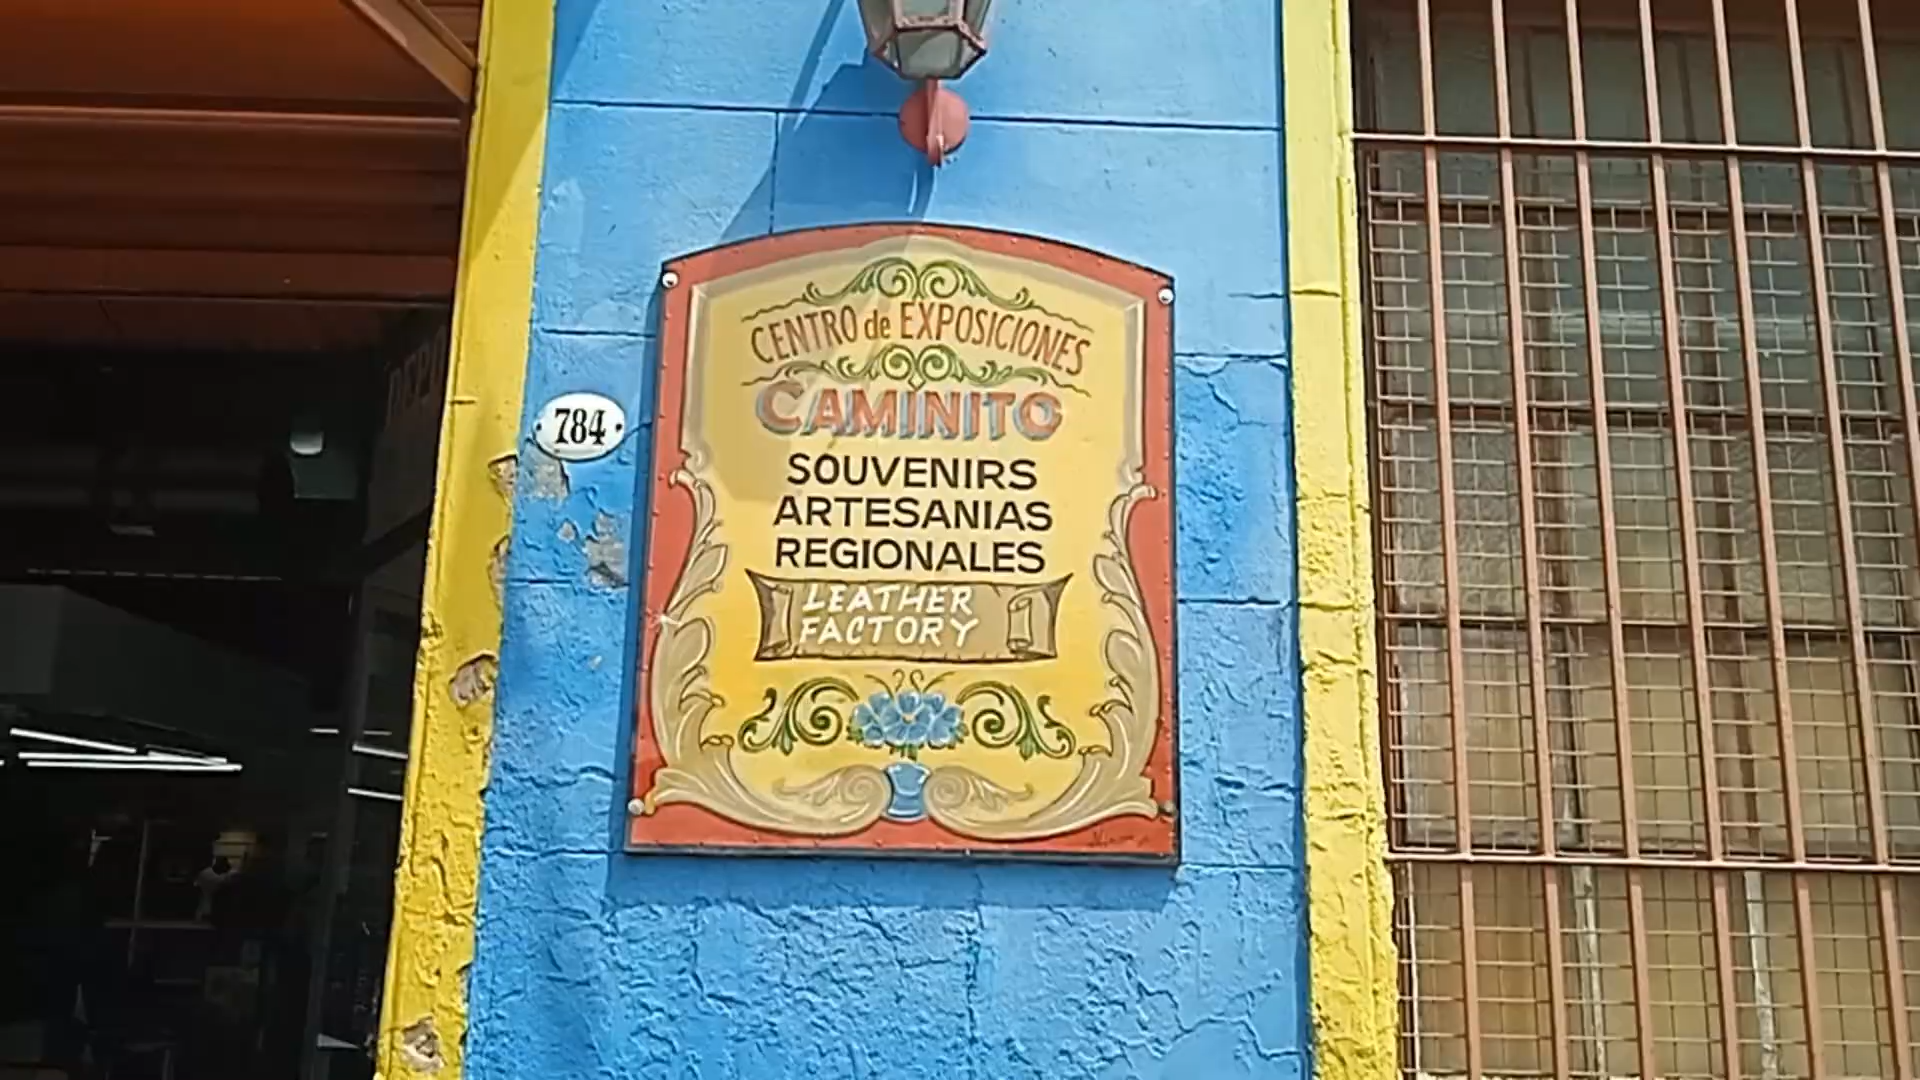 CENTRO de EXPOSICIONES
CAMINITO
784
SOUVENIRS
ARTESANIAS
REGIONALES
LEATHER
FACTORY